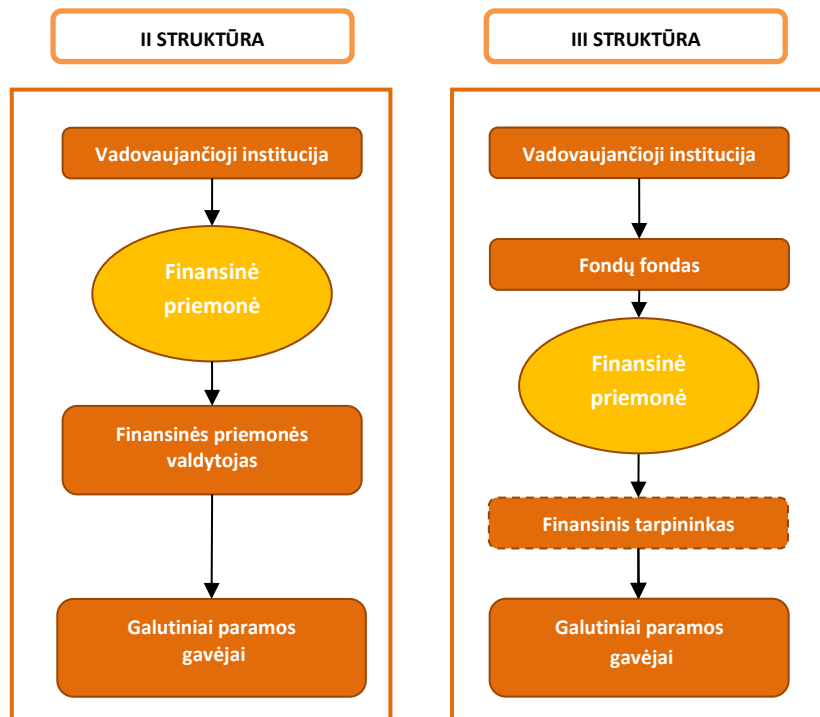 II STRUKTŪRA
Vadovaujančioji institucija
Finansinė
priemonė
Finansinės priemonės
valdytojas
Galutiniai paramos
gavėjai
III STRUKTŪRA
Vadovaujančioji institucija
Fondų fondas
Finansinė
priemonė
Finansinis tarpininkas
Galutiniai paramos
gavėjai